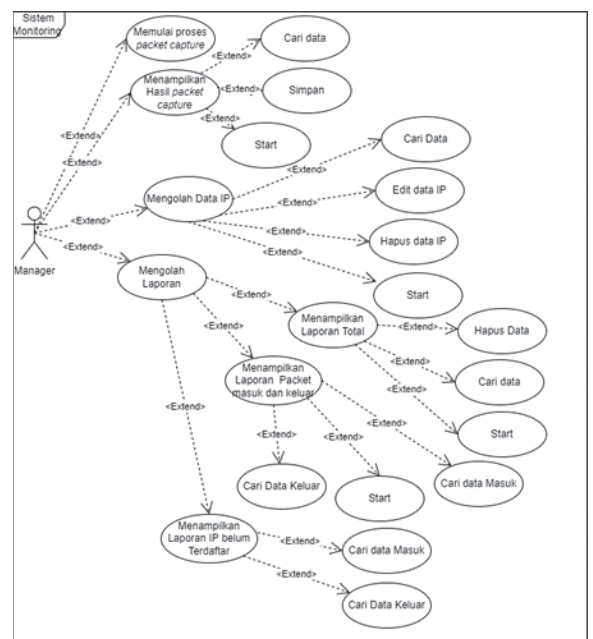 Sistem
Monitoring
Memulai proses
packet capture
Cari data
<Extend>
Menampilkan
Hasil packet
capture
<Extend>
Simpan
<Extend>
Start
<Extend>
<Extend>
Cari Data
<Extend>
Mengolah Data IP
<Extend>
Edit data IP
<Extend>
<Extend>
Hapus data IP
<Extend>
<Extend>
Manager
Mengolah
Laporan
Start
<Extend>
Menampilkan
Laporan Total
<Extend>
Hapus Data
<Extend>
<Extend>
Cari data
Menampilkan
Laporan Packet
masuk dan keluar
<Extend>
<Extend>
<Extend>
Start
<Extend>
<Extend>
Cari Data Keluar
Start
Cari data Masuk
Menampilkan
Laporan IP belum
Terdaftar
<Extend>
Cari data Masuk
<Extend>
Cari Data Keluar